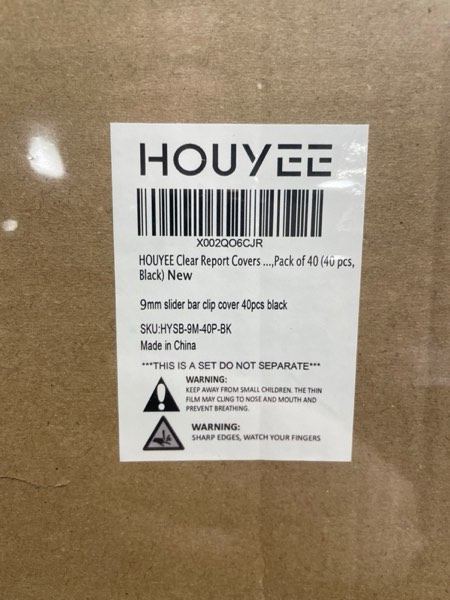 HOUYEE
X002QO6CJR
HOUYEE Clear Report Covers ...,Pack of 40 (40 pcs,
Black) New
9mm slider bar clip cover 40pcs black
SKU:HYSB-9M-40P-BK
Made in China
***THIS IS A SET DO NOT SEPARATE***
WARNING:
KEEP AWAY FROM SMALL CHILDREN. THE THIN
FILM MAY CLING TO NOSE AND MOUTH AND
PREVENT BREATHING.
WARNING:
SHARP EDGES, WATCH YOUR FINGERS